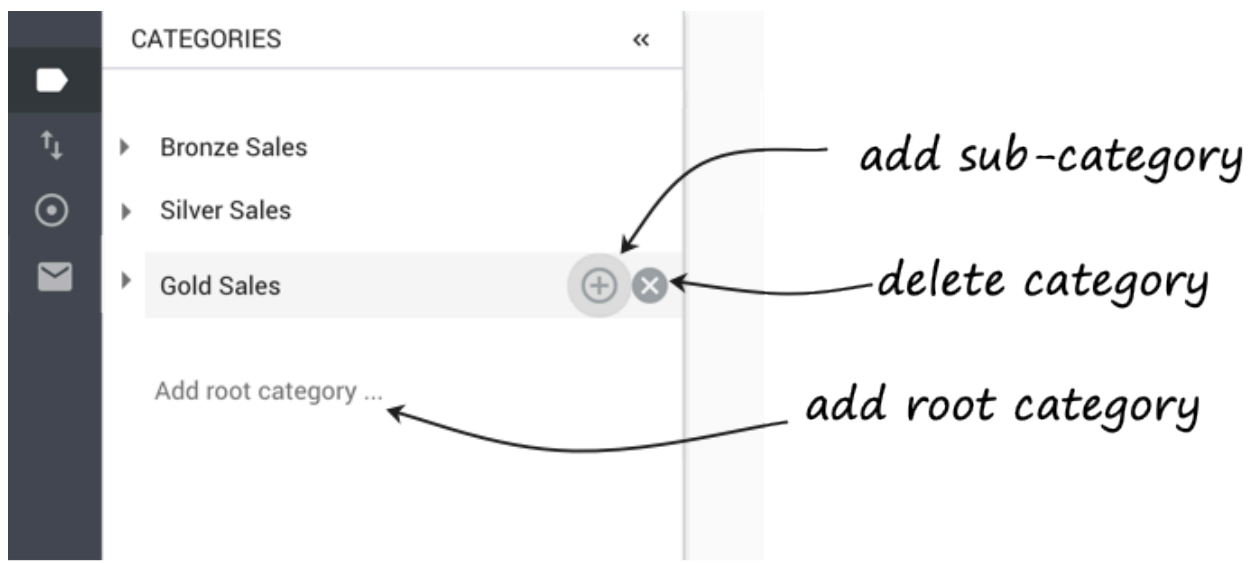 CATEGORIES
Bronze Sales
add sub-category
Silver Sales
Gold Sales
delete category
Add root category ...
add root category